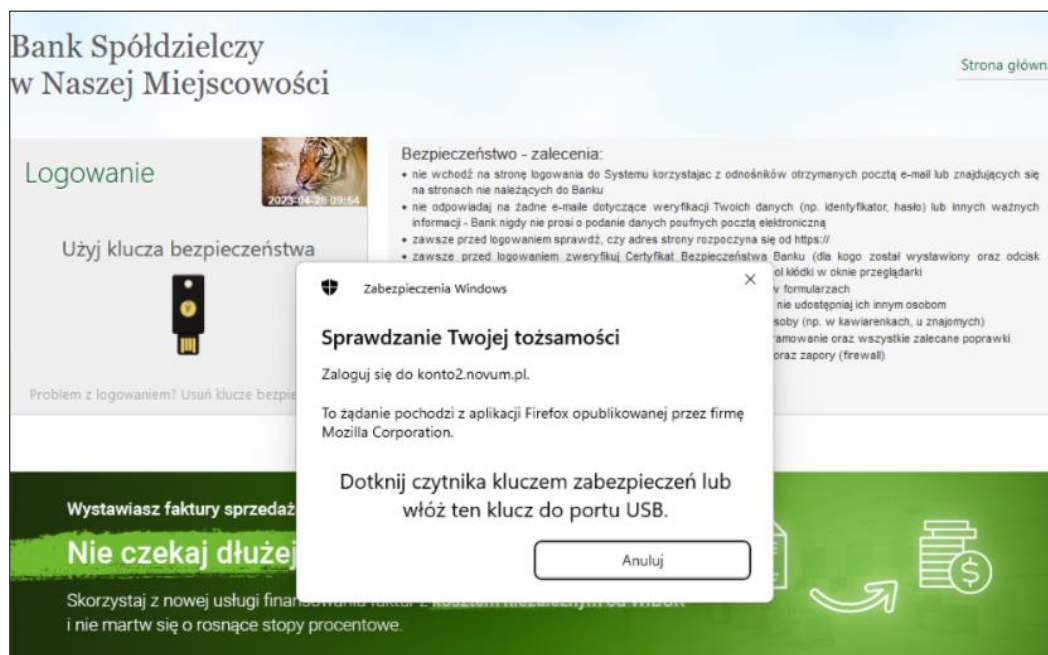 Bank Spółdzielczy
w Naszej Miejscowości
Strona główn
Logowanie
2023-04-26 09:54
Użyj klucza bezpieczeństwa
Problem z logowaniem? Usuń klucze bezpie
Bezpieczeństwo - zalecenia:
• nie wchodź na stronę logowania do Systemu korzystajac z odnośników otrzymanych pocztą e-mail lub znajdujących się
na stronach nie należących do Banku
• nie odpowiadaj na żadne e-maile dotyczące weryfikacji Twoich danych (np. identyfikator, hasło) lub innych ważnych
informacji - Bank nigdy nie prosi o podanie danych poufnych pocztą elektroniczną
• zawsze przed logowaniem sprawdź, czy adres strony rozpoczyna się od https://
• zawsze przed logowaniem zweryfikuj Certyfikat Bezpieczeństwa Banku (dla kogo został wystawiony oraz odcisk
ol kłódki w oknie przeglądarki
v formularzach
nie udostępniaj ich innym osobom
soby (np. w kawiarenkach, u znajomych)
ramowanie oraz wszystkie zalecane poprawki
oraz zapory (firewall)
Zabezpieczenia Windows
Sprawdzanie Twojej tożsamości
Zaloguj się do konto2.novum.pl.
To żądanie pochodzi z aplikacji Firefox opublikowanej przez firmę
Mozilla Corporation.
Dotknij czytnika kluczem zabezpieczeń lub
włóż ten klucz do portu USB.
Anuluj
Wystawiasz faktury sprzedaż
Nie czekaj dłużej
Skorzystaj z nowej usługi finansowania faktur z kosztem niezależnym od WIBOR
i nie martw się o rosnące stopy procentowe.